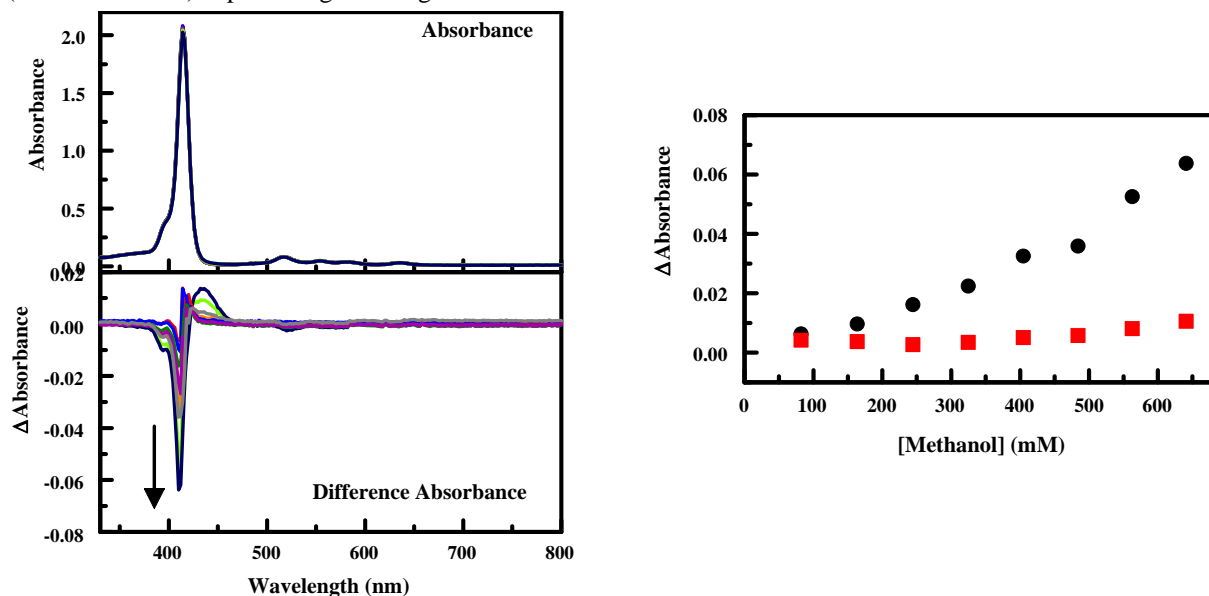 Absorbance
Absorbance
2.0
1.5
1.0
0.5
0.0
0.02
0.00
-0.02
-0.04
-0.06
-0.08
ΔAbsorbance
Difference Absorbance
400 500 600 700 800
Wavelength (nm)
0.08
0.06
0.04
0.02
0.00
ΔAbsorbance
0 100 200 300 400 500 600
[Methanol] (mM)